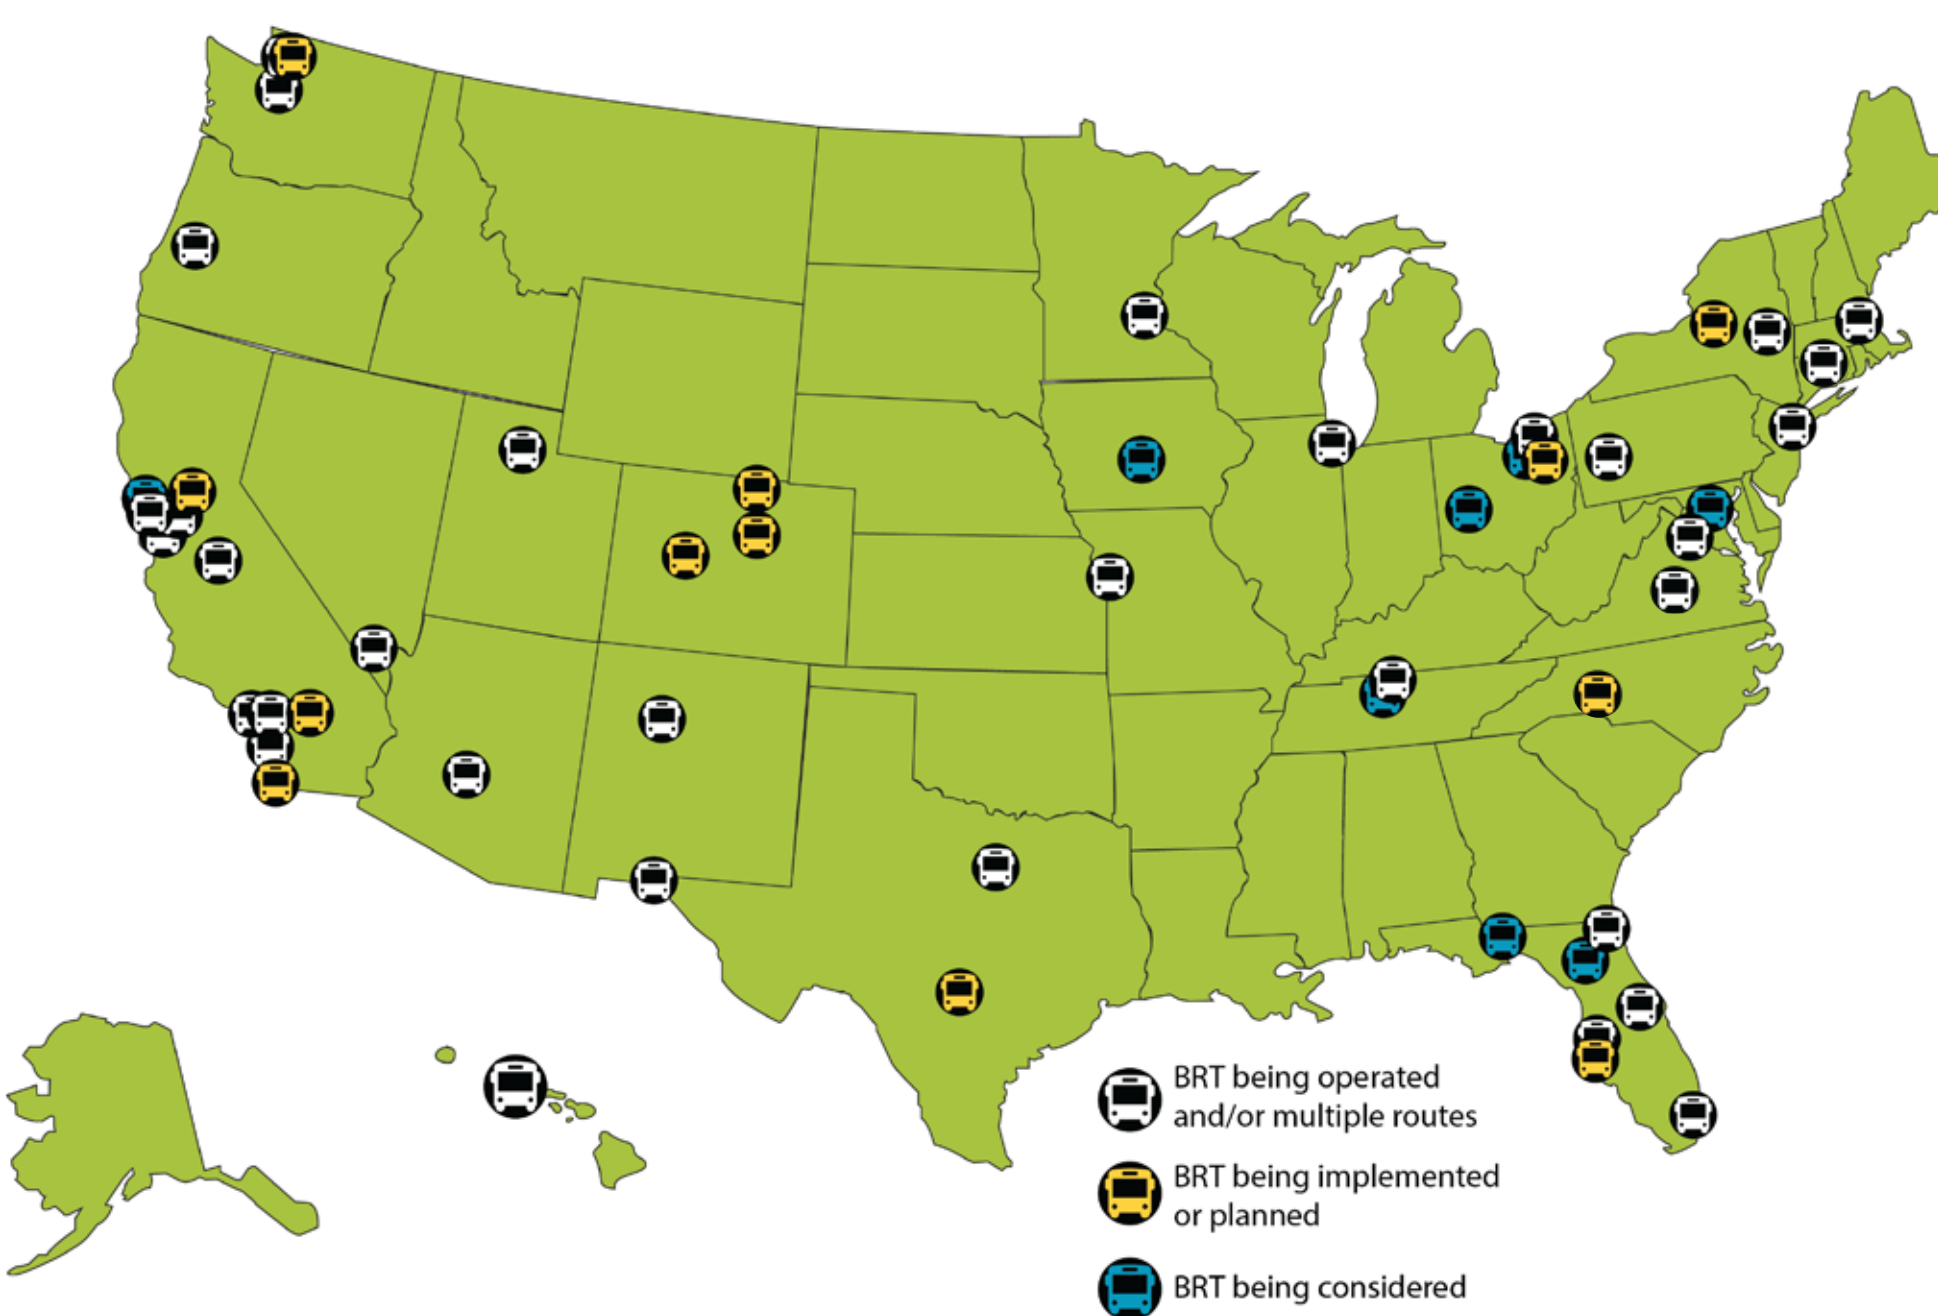 BRT being operated
and/or multiple routes
BRT being implemented
or planned
BRT being considered